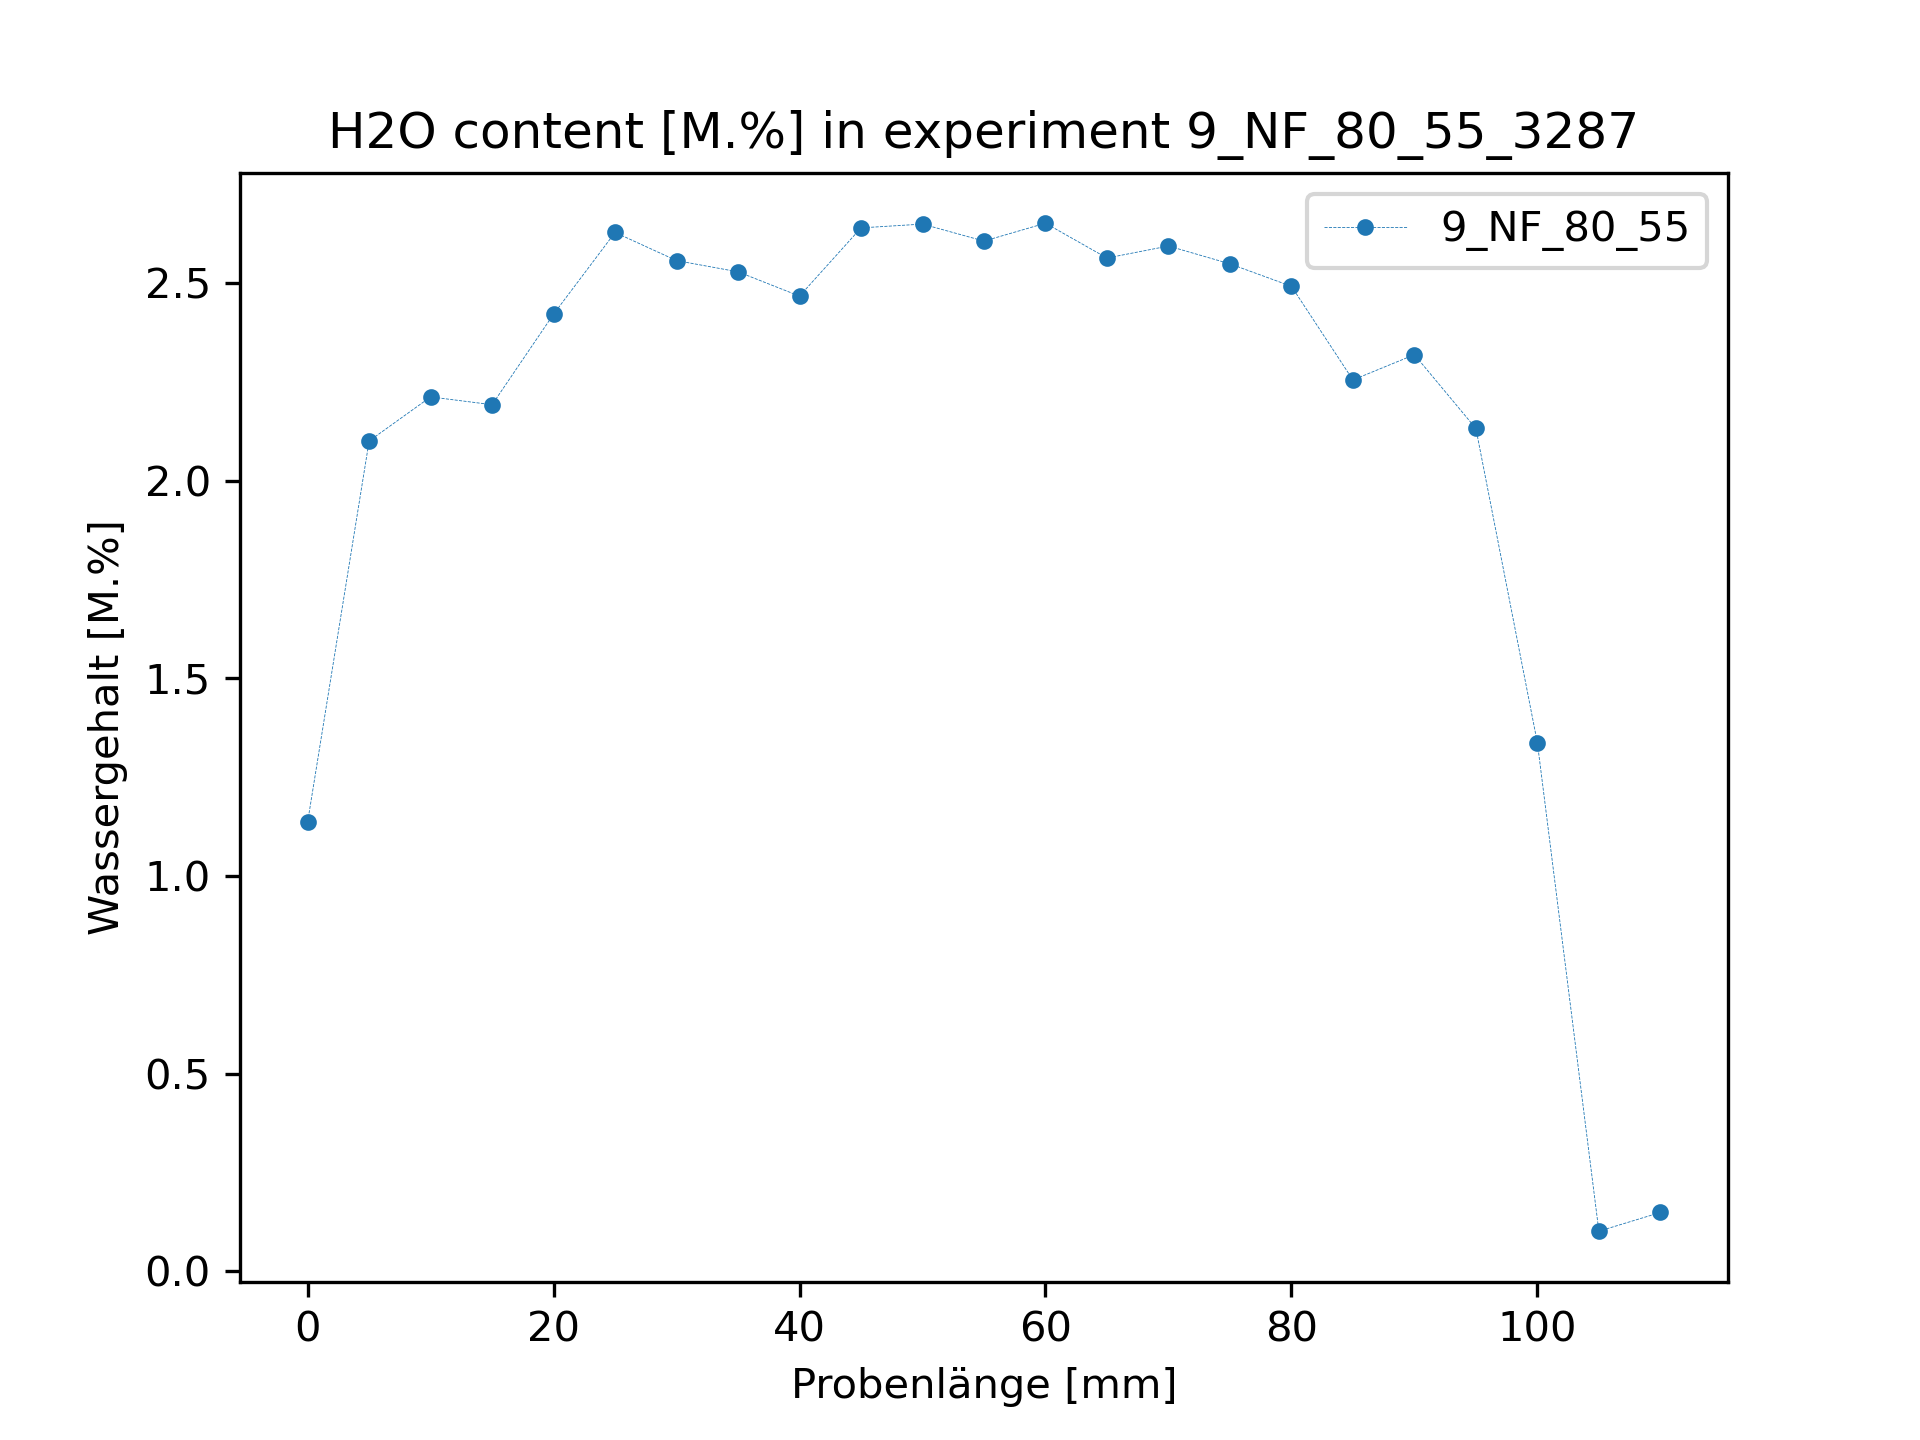 H2O content [M.%] in experiment 9_NF_80_55_3287
9_NF_80_55
2.5
2.0
1.5
1.0
0.5
0.0
Wassergehalt [M.%]
0 20 40 60 80 100
Probenlänge [mm]